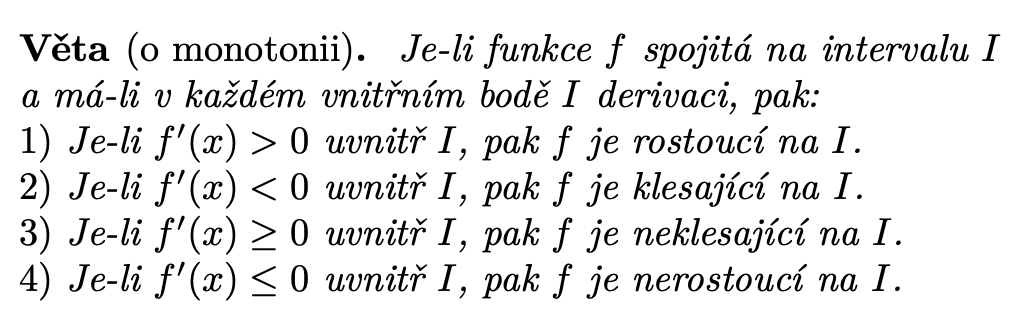 Věta (o monotonii). Je-li funkce f spojitá na intervalu I
a má-li v každém vnitřním bodě I derivaci, pak:
1) Je-li f′(x) > 0 uvnitř I, pak f je rostoucí na I.
2) Je-li f′(x) < 0 uvnitř I, pak f je klesající na I.
3) Je-li f′(x) ≥ 0 uvnitř I, pak f je neklesající na I.
4) Je-li f′(x) ≤ 0 uvnitř I, pak f je nerostoucí na I.